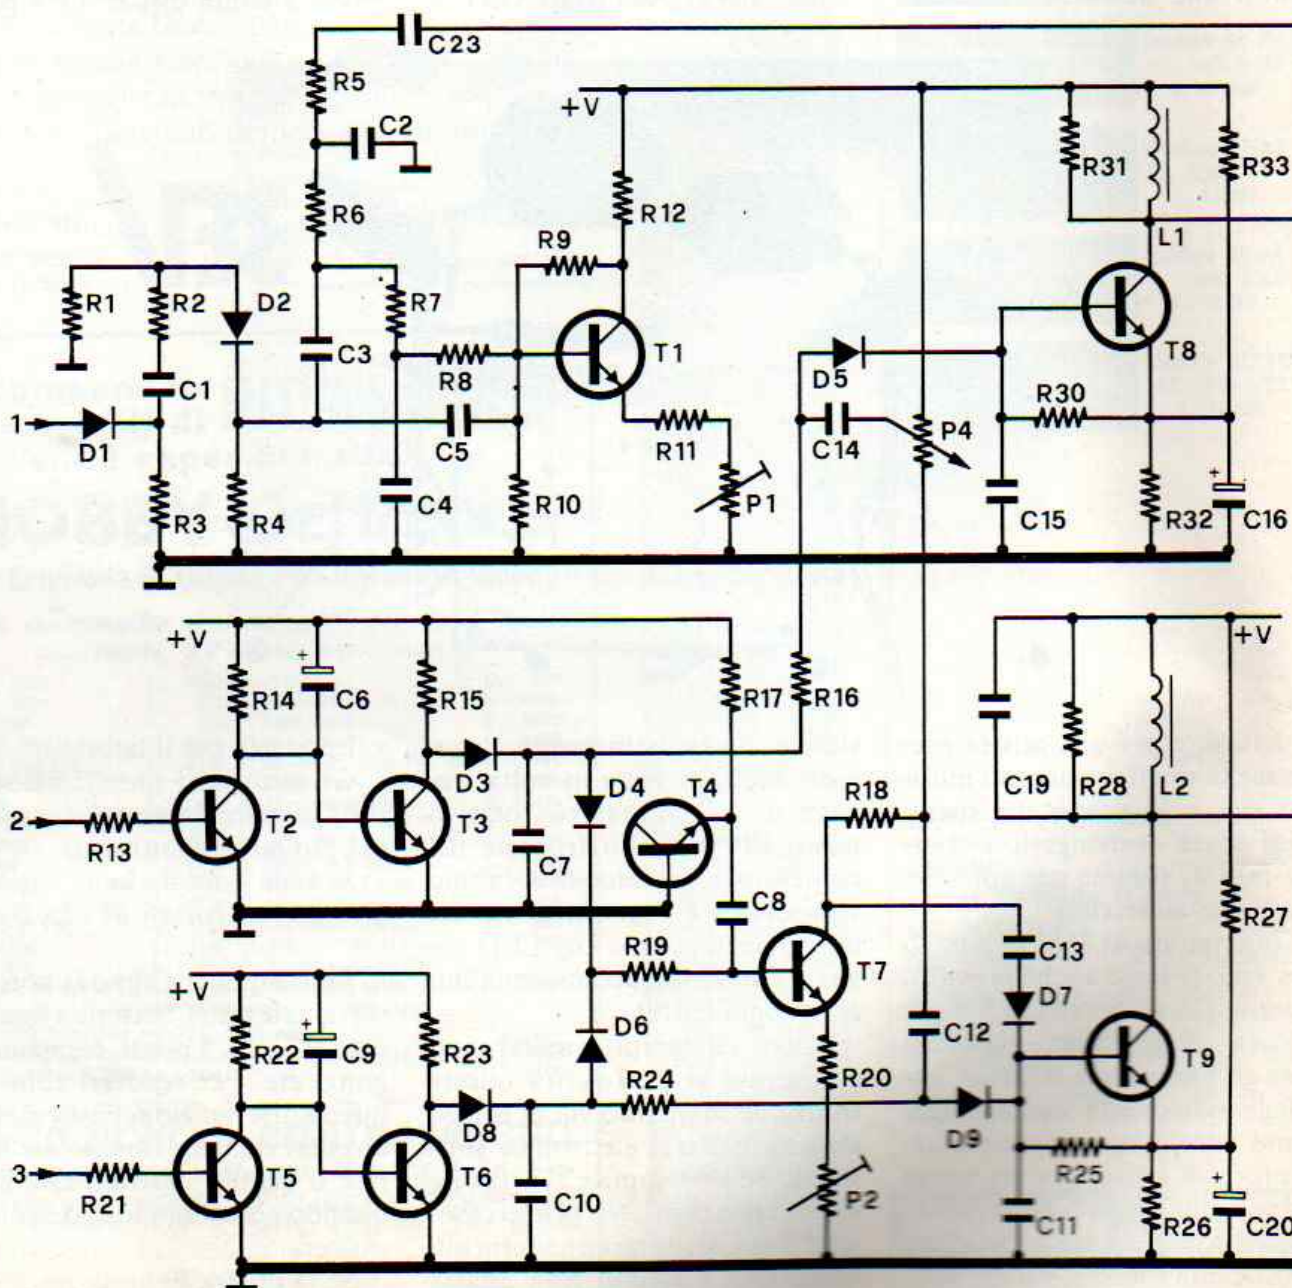 C23
R5
C2
+V
R31
R33
R6
R12
L1
R9
R1
R2
D2
R7
C3
T1
T8
R8
D5
C1
R30
1
D1
C5
R11
C14
P4
R3
R4
C4
R10
P1
C15
R32
+
C16
+V
+
+V
R14
C6
R15
R17
R16
C19
R28
L2
D3
D4
T4
R18
2
R13
T2
T3
C7
C8
R27
R19
T7
C13
+V
D6
D7
+
R22
C9
R23
R24
R20
C12
T9
D8
D9
3
R21
T5
T6
C10
R25
P2
C11
R26
+
C20